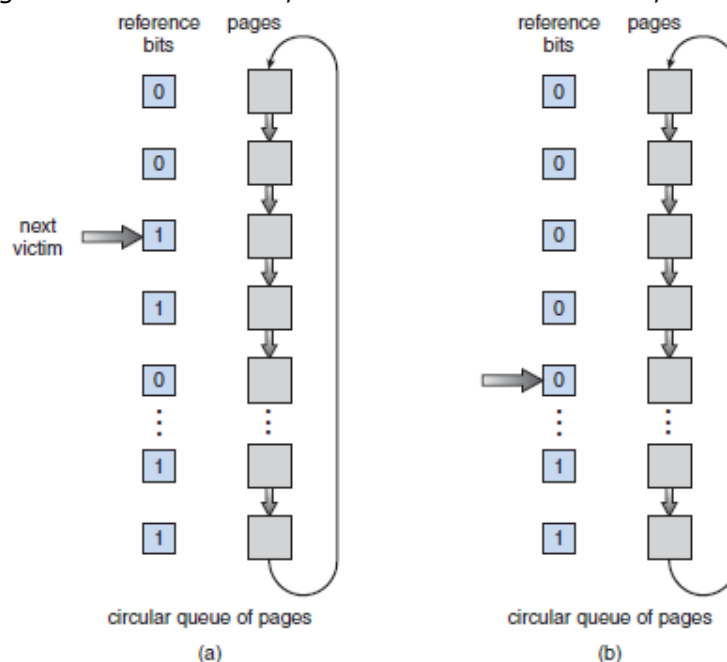 reference pages
bits
0
0
next
victim
1
1
0
1
1
circular queue of pages
(a)
reference pages
bits
0
0
0
0
0
1
1
circular queue of pages
(b)